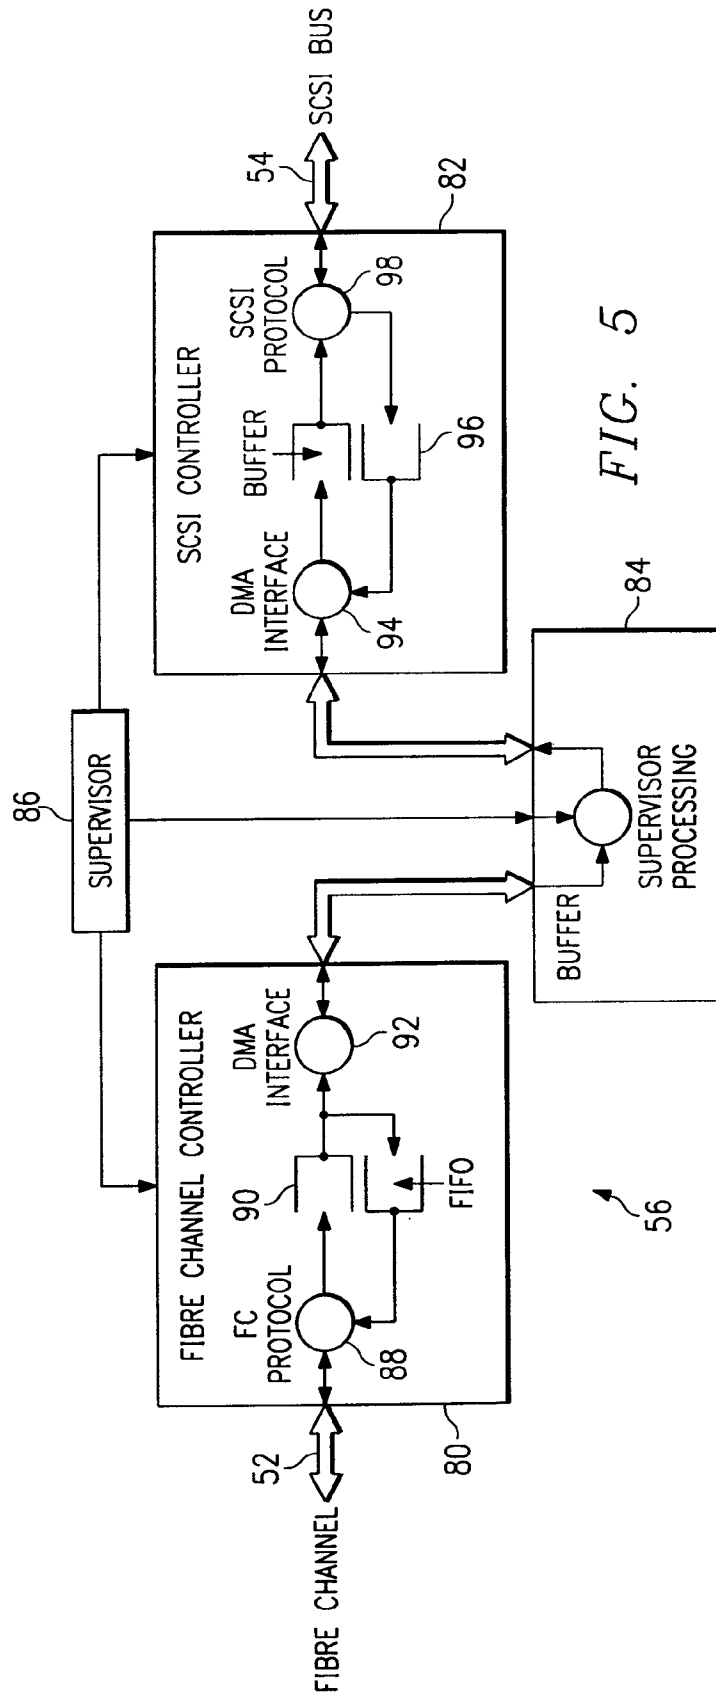 86
SUPERVISOR
FIBRE CHANNEL CONTROLLER
FC
PROTOCOL
88
90
DMA
INTERFACE
92
FIFO
FIBRE CHANNEL
52
80
SCSI CONTROLLER
DMA
INTERFACE
94
BUFFER
SCSI
PROTOCOL
98
96
54
SCSI BUS
82
BUFFER
SUPERVISOR
PROCESSING
84
56
FIG. 5